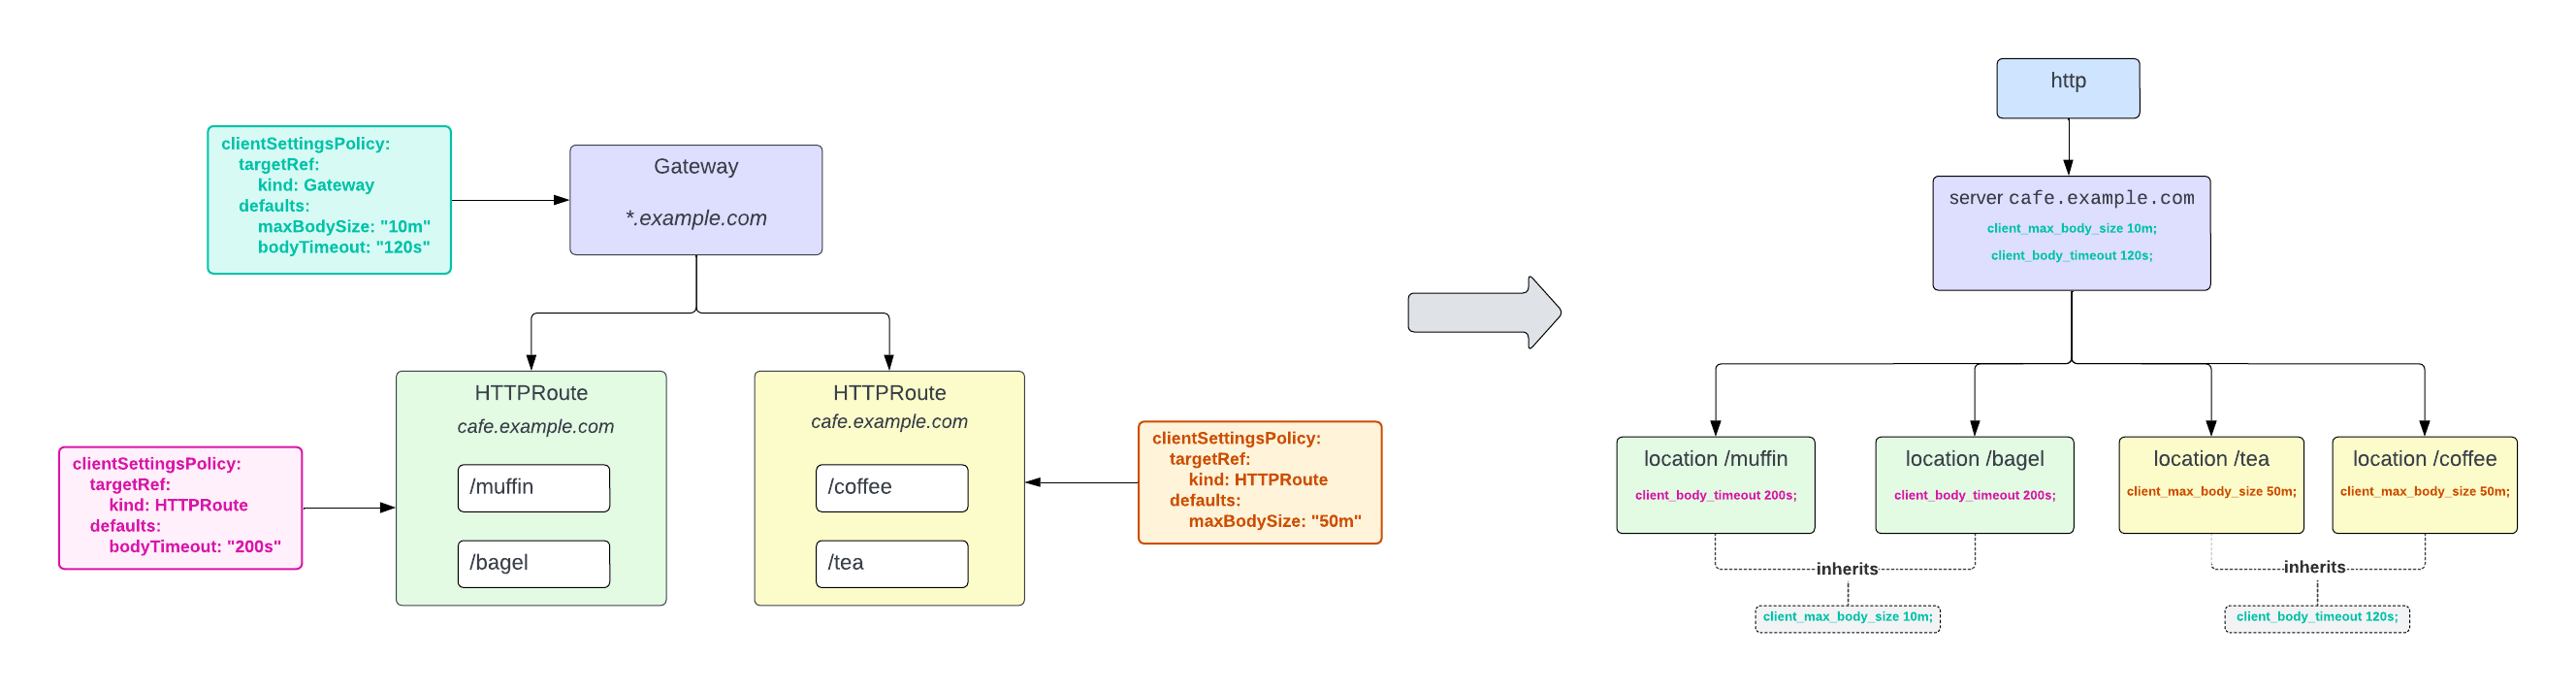 clientSettingsPolicy:
targetRef:
kind: Gateway
defaults:
maxBodySize: "10m"
bodyTimeout: "120s"
Gateway
*.example.com
HTTPRoute
cafe.example.com
/muffin
/bagel
HTTPRoute
cafe.example.com
/coffee
/tea
clientSettingsPolicy:
targetRef:
kind: HTTPRoute
defaults:
bodyTimeout: "200s"
clientSettingsPolicy:
targetRef:
kind: HTTPRoute
defaults:
maxBodySize: "50m"
http
server cafe.example.com
client_max_body_size 10m;
client_body_timeout 120s;
location /muffin
client_body_timeout 200s;
location /bagel
client_body_timeout 200s;
location /tea
client_max_body_size 50m;
location /coffee
client_max_body_size 50m;
inherits
client_max_body_size 10m;
inherits
client_body_timeout 120s;